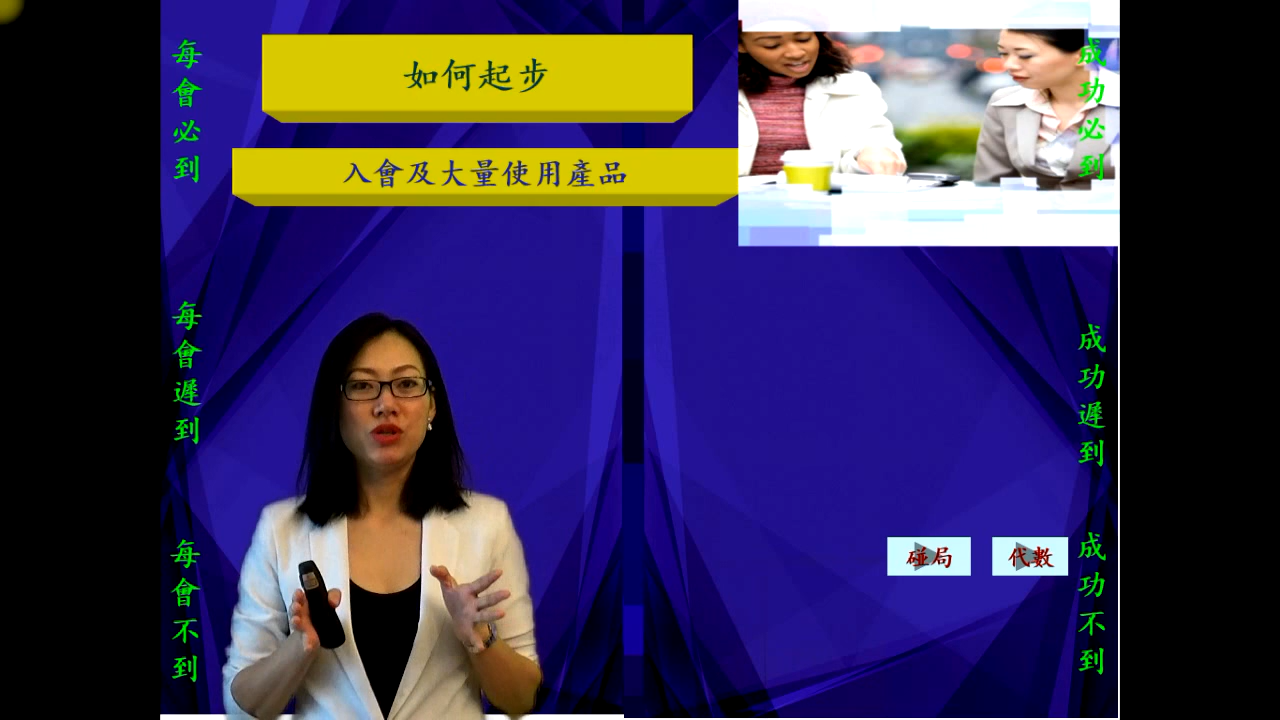 如何起步
入會及大量使用產品
每會必到
成功必到
每會遲到
成功遲到
每會不到
成功不到
碰局
代數